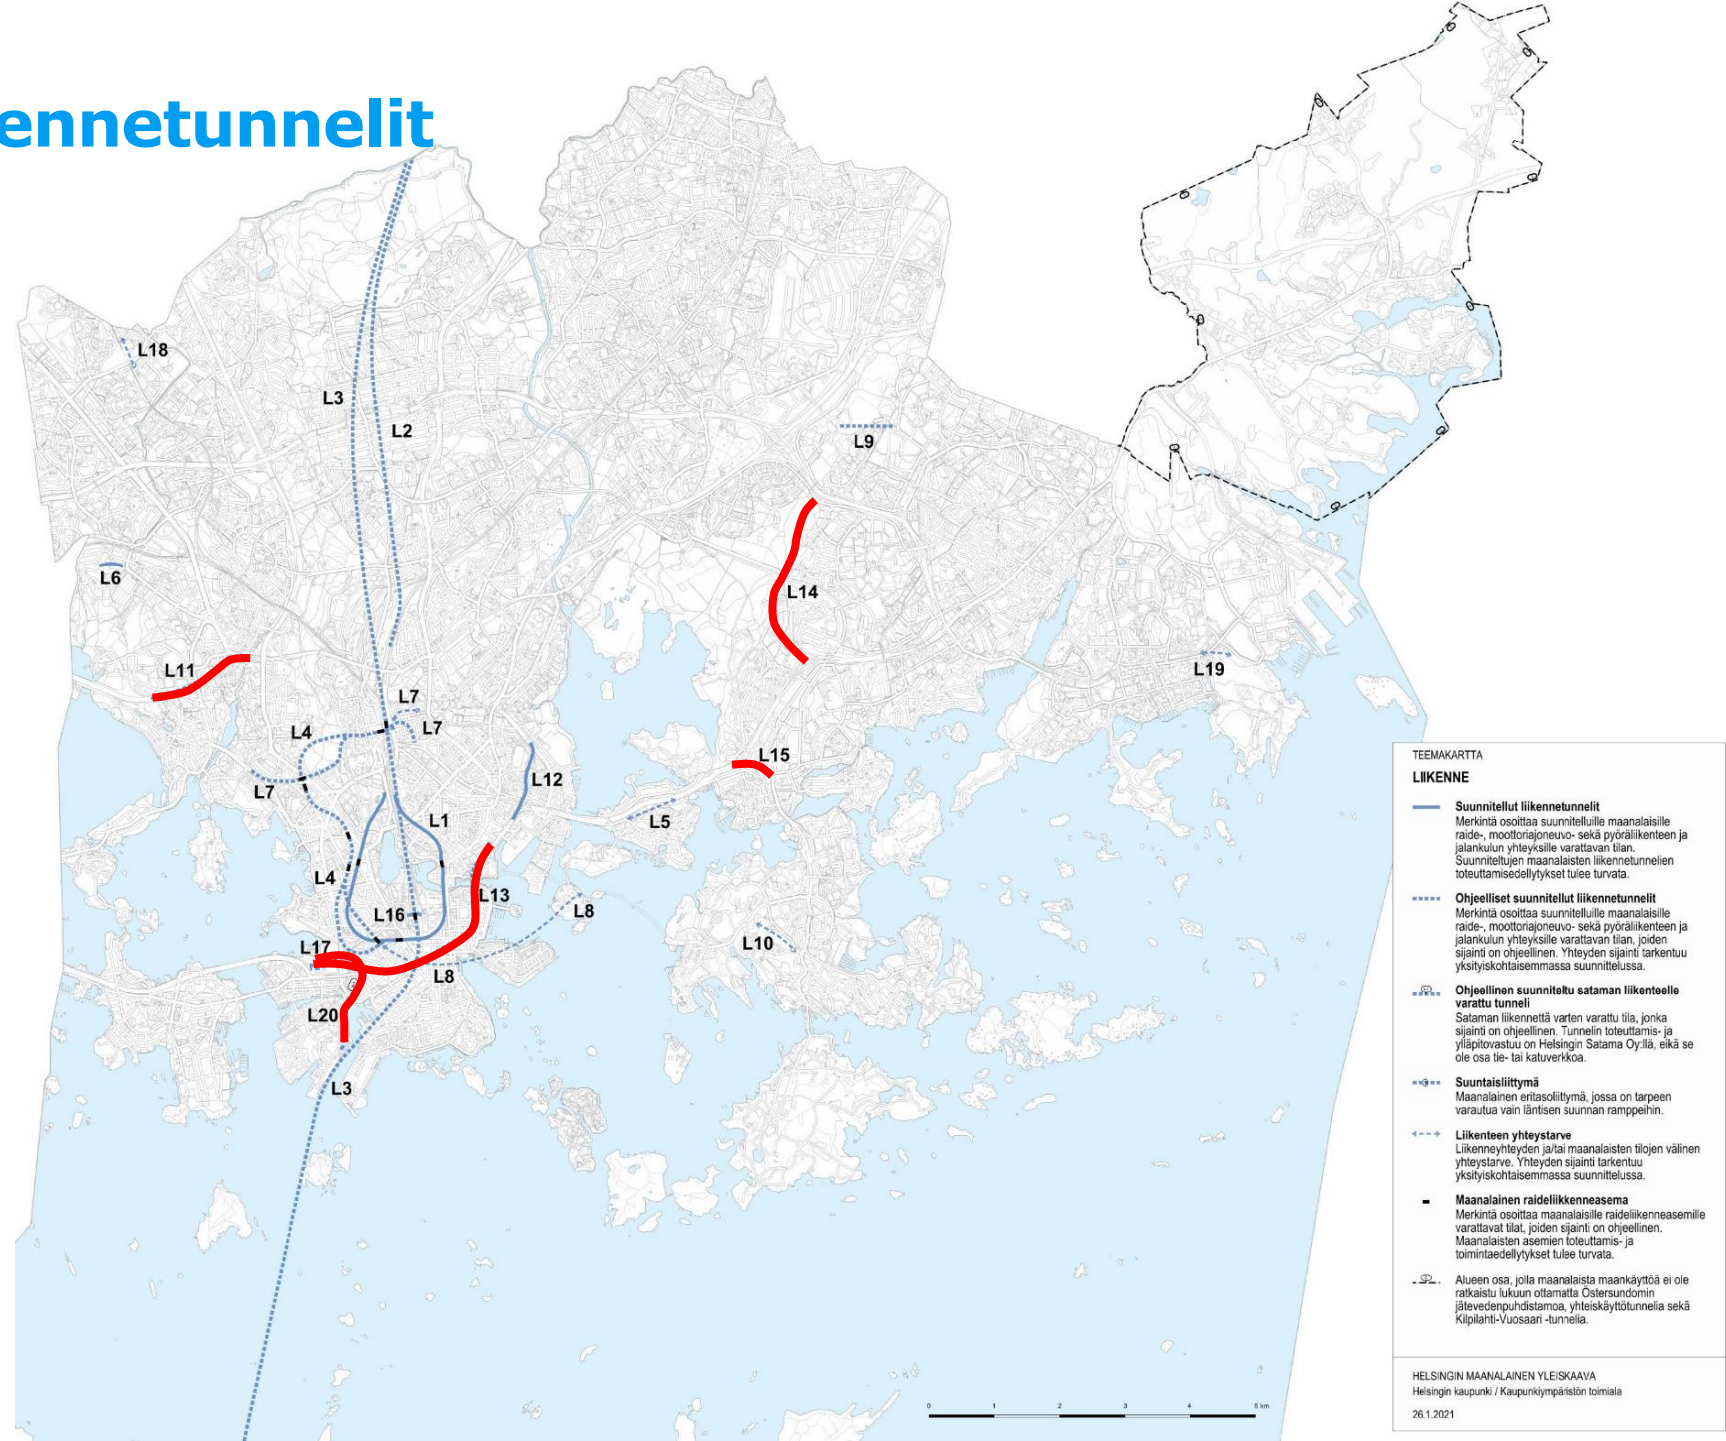 ennetunnelit
L18
L3
L2
L9
L6
L14
L11
L19
L7
L4
L7
L15
L7
L12
L1
L5
L4
L13
L16
L8
L10
L17
L8
L20
L3
TEEMAKARTTA
LIIKENNE
Suunnitellut liikennetunnelit
Merkintä osoittaa suunnitelluille maanalaisille
raide-, moottoriajoneuvo- sekä pyöräliikenteen ja
jalankulun yhteyksille varattavan tilan.
Suunniteltujen maanalaisten liikennetunnelien
toteuttamisedellytykset tulee turvata.
Ohjeelliset suunnitellut liikennetunnelit
Merkintä osoittaa suunnitelluille maanalaisille
raide-, moottoriajoneuvo- sekä pyöräliikenteen ja
jalankulun yhteyksille varattavan tilan, joiden
sijainti on ohjeellinen. Yhteyden sijainti tarkentuu
yksityiskohtaisemmassa suunnittelussa.
Ohjeellinen suunniteltu sataman liikenteelle
varattu tunneli
Sataman liikennettä varten varattu tila, jonka
sijainti on ohjeellinen. Tunnelin toteuttamis- ja
ylläpitovastuu on Helsingin Satama Oy:llä, eikä se
ole osa tie- tai katuverkkoa.
Suuntaisliittymä
Maanalainen eritasoliittymä, jossa on tarpeen
varautua vain läntisen suunnan ramppeihin.
Liikenteen yhteystarve
Liikenneyhteyden ja/tai maanalaisten tilojen välinen
yhteystarve. Yhteyden sijainti tarkentuu
yksityiskohtaisemmassa suunnittelussa.
Maanalainen raideliikkenneasema
Merkintä osoittaa maanalaisille raideliikenneasemille
varattavat tilat, joiden sijainti on ohjeellinen.
Maanalaisten asemien toteuttamis- ja
toimintaedellytykset tulee turvata.
Alueen osa, jolla maanalaista maankäyttöä ei ole
ratkaistu lukuun ottamatta Östersundomin
jätevedenpuhdistamoa, yhteiskäyttötunnelia sekä
Kilpilahti-Vuosaari -tunnelia.
HELSINGIN MAANALAINEN YLEISKAAVA
Helsingin kaupunki / Kaupunkiympäristön toimiala
26.1.2021
0 1 2 3 4 5 km